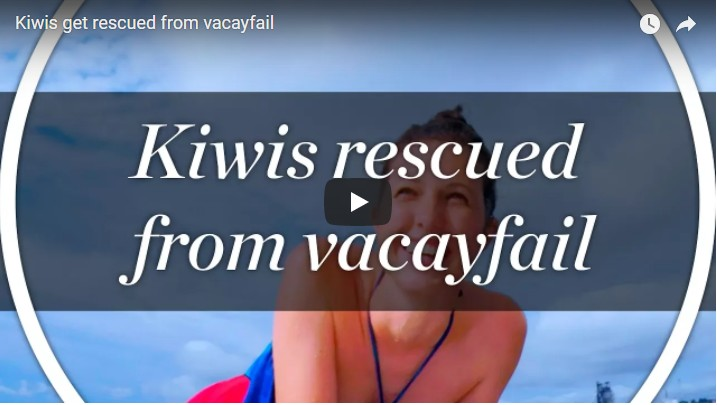 Kiwis get rescued from vacayfail
Kiwis rescued
from vacayfail